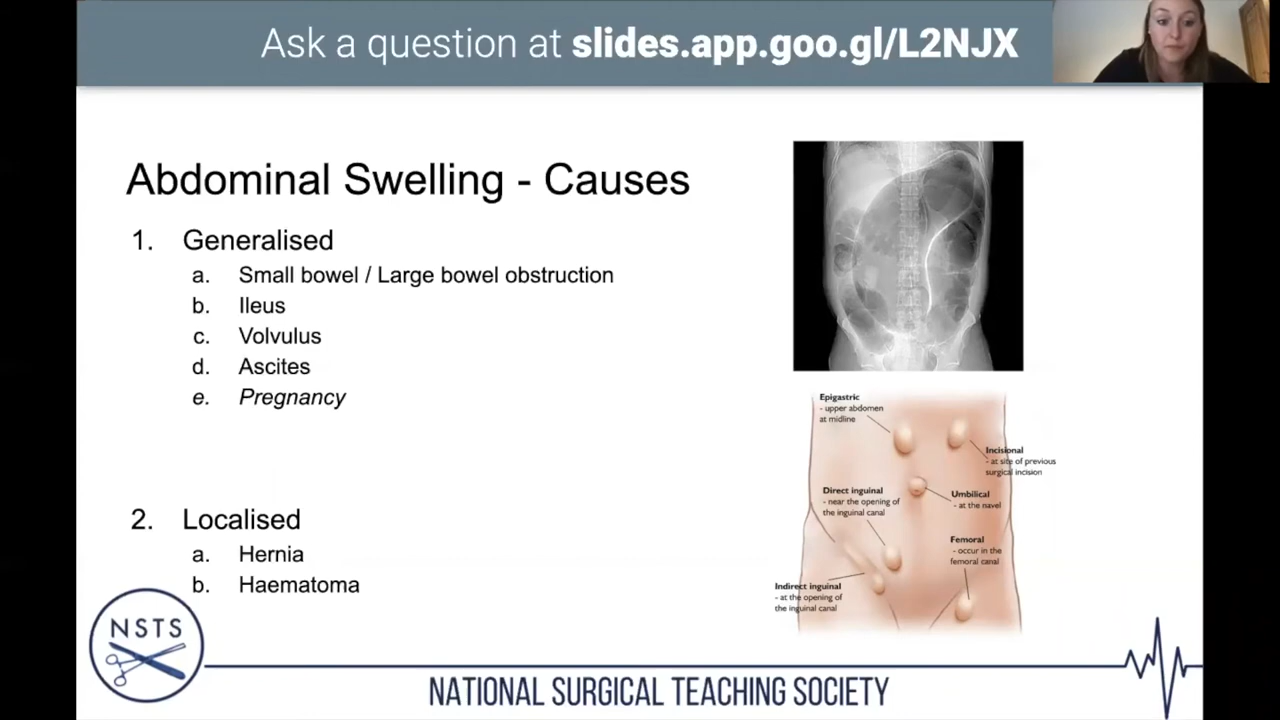 Ask a question at slides.app.goo.gl/L2NJX
Abdominal Swelling - Causes
1. Generalised
a. Small bowel / Large bowel obstruction
b. Ileus
c. Volvulus
d. Ascites
e. Pregnancy
2. Localised
a. Hernia
b. Haematoma
Epigastric
- upper abdomen
at midline
Incisional
- at site of previous
surgical incision
Direct inguinal
- near the opening of
the inguinal canal
Umbilical
- at the navel
Femoral
- occur in the
femoral canal
Indirect inguinal
- at the opening of
the inguinal canal
NSTS
NATIONAL SURGICAL TEACHING SOCIETY